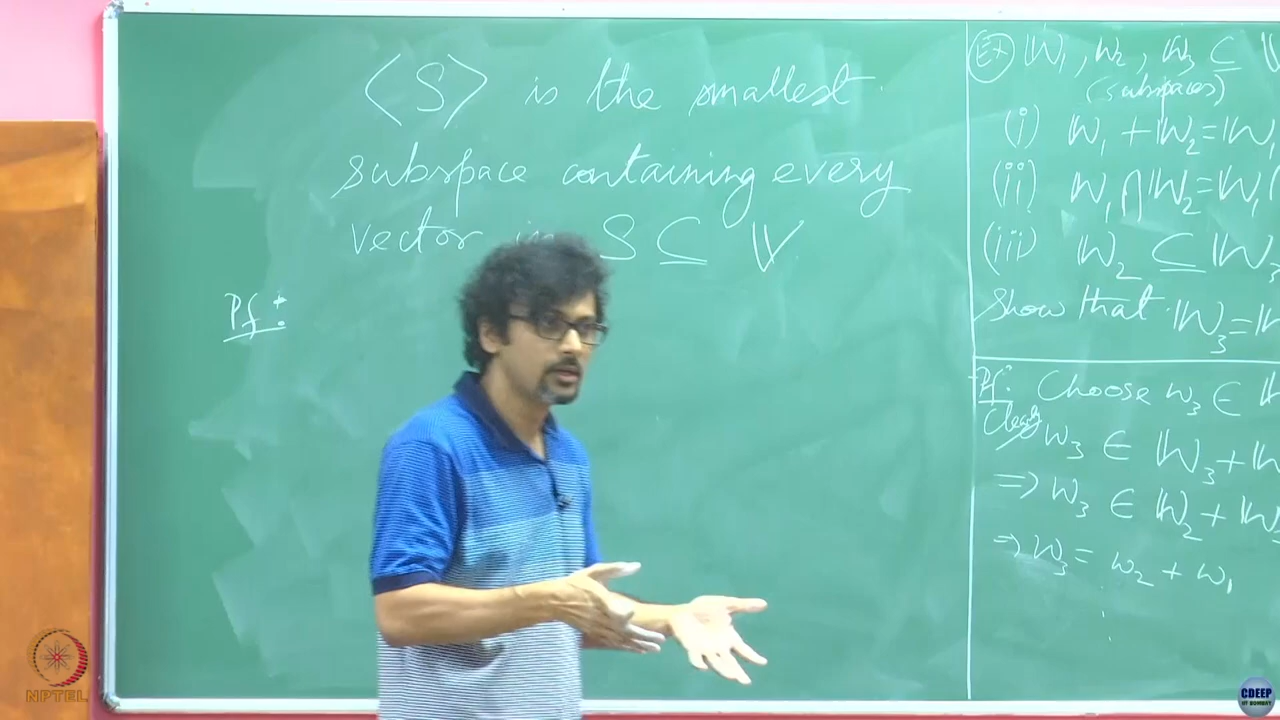 ⟨S⟩ is the smallest
subspace containing every
vector in S ⊆ 𝕍
Pf:
Ex 𝕎₁, 𝕎₂, 𝕎₃ ⊆ 𝕍
(subspaces)
(i) 𝕎₁ + 𝕎₂ = 𝕎₁
(ii) 𝕎₁ ⋂ 𝕎₂ = 𝕎₁ ⋂
(iii) 𝕎₂ ⊆ 𝕎₃
Show that 𝕎₃ =
Pf: Choose w₃ ∈
Clearly w₃ ∈ 𝕎₃ + 𝕎
⇒ w₃ ∈ 𝕎₂ + 𝕎
⇒ w₃ = w₂ + w₁
NPTEL
CDEEP
IIT BOMBAY